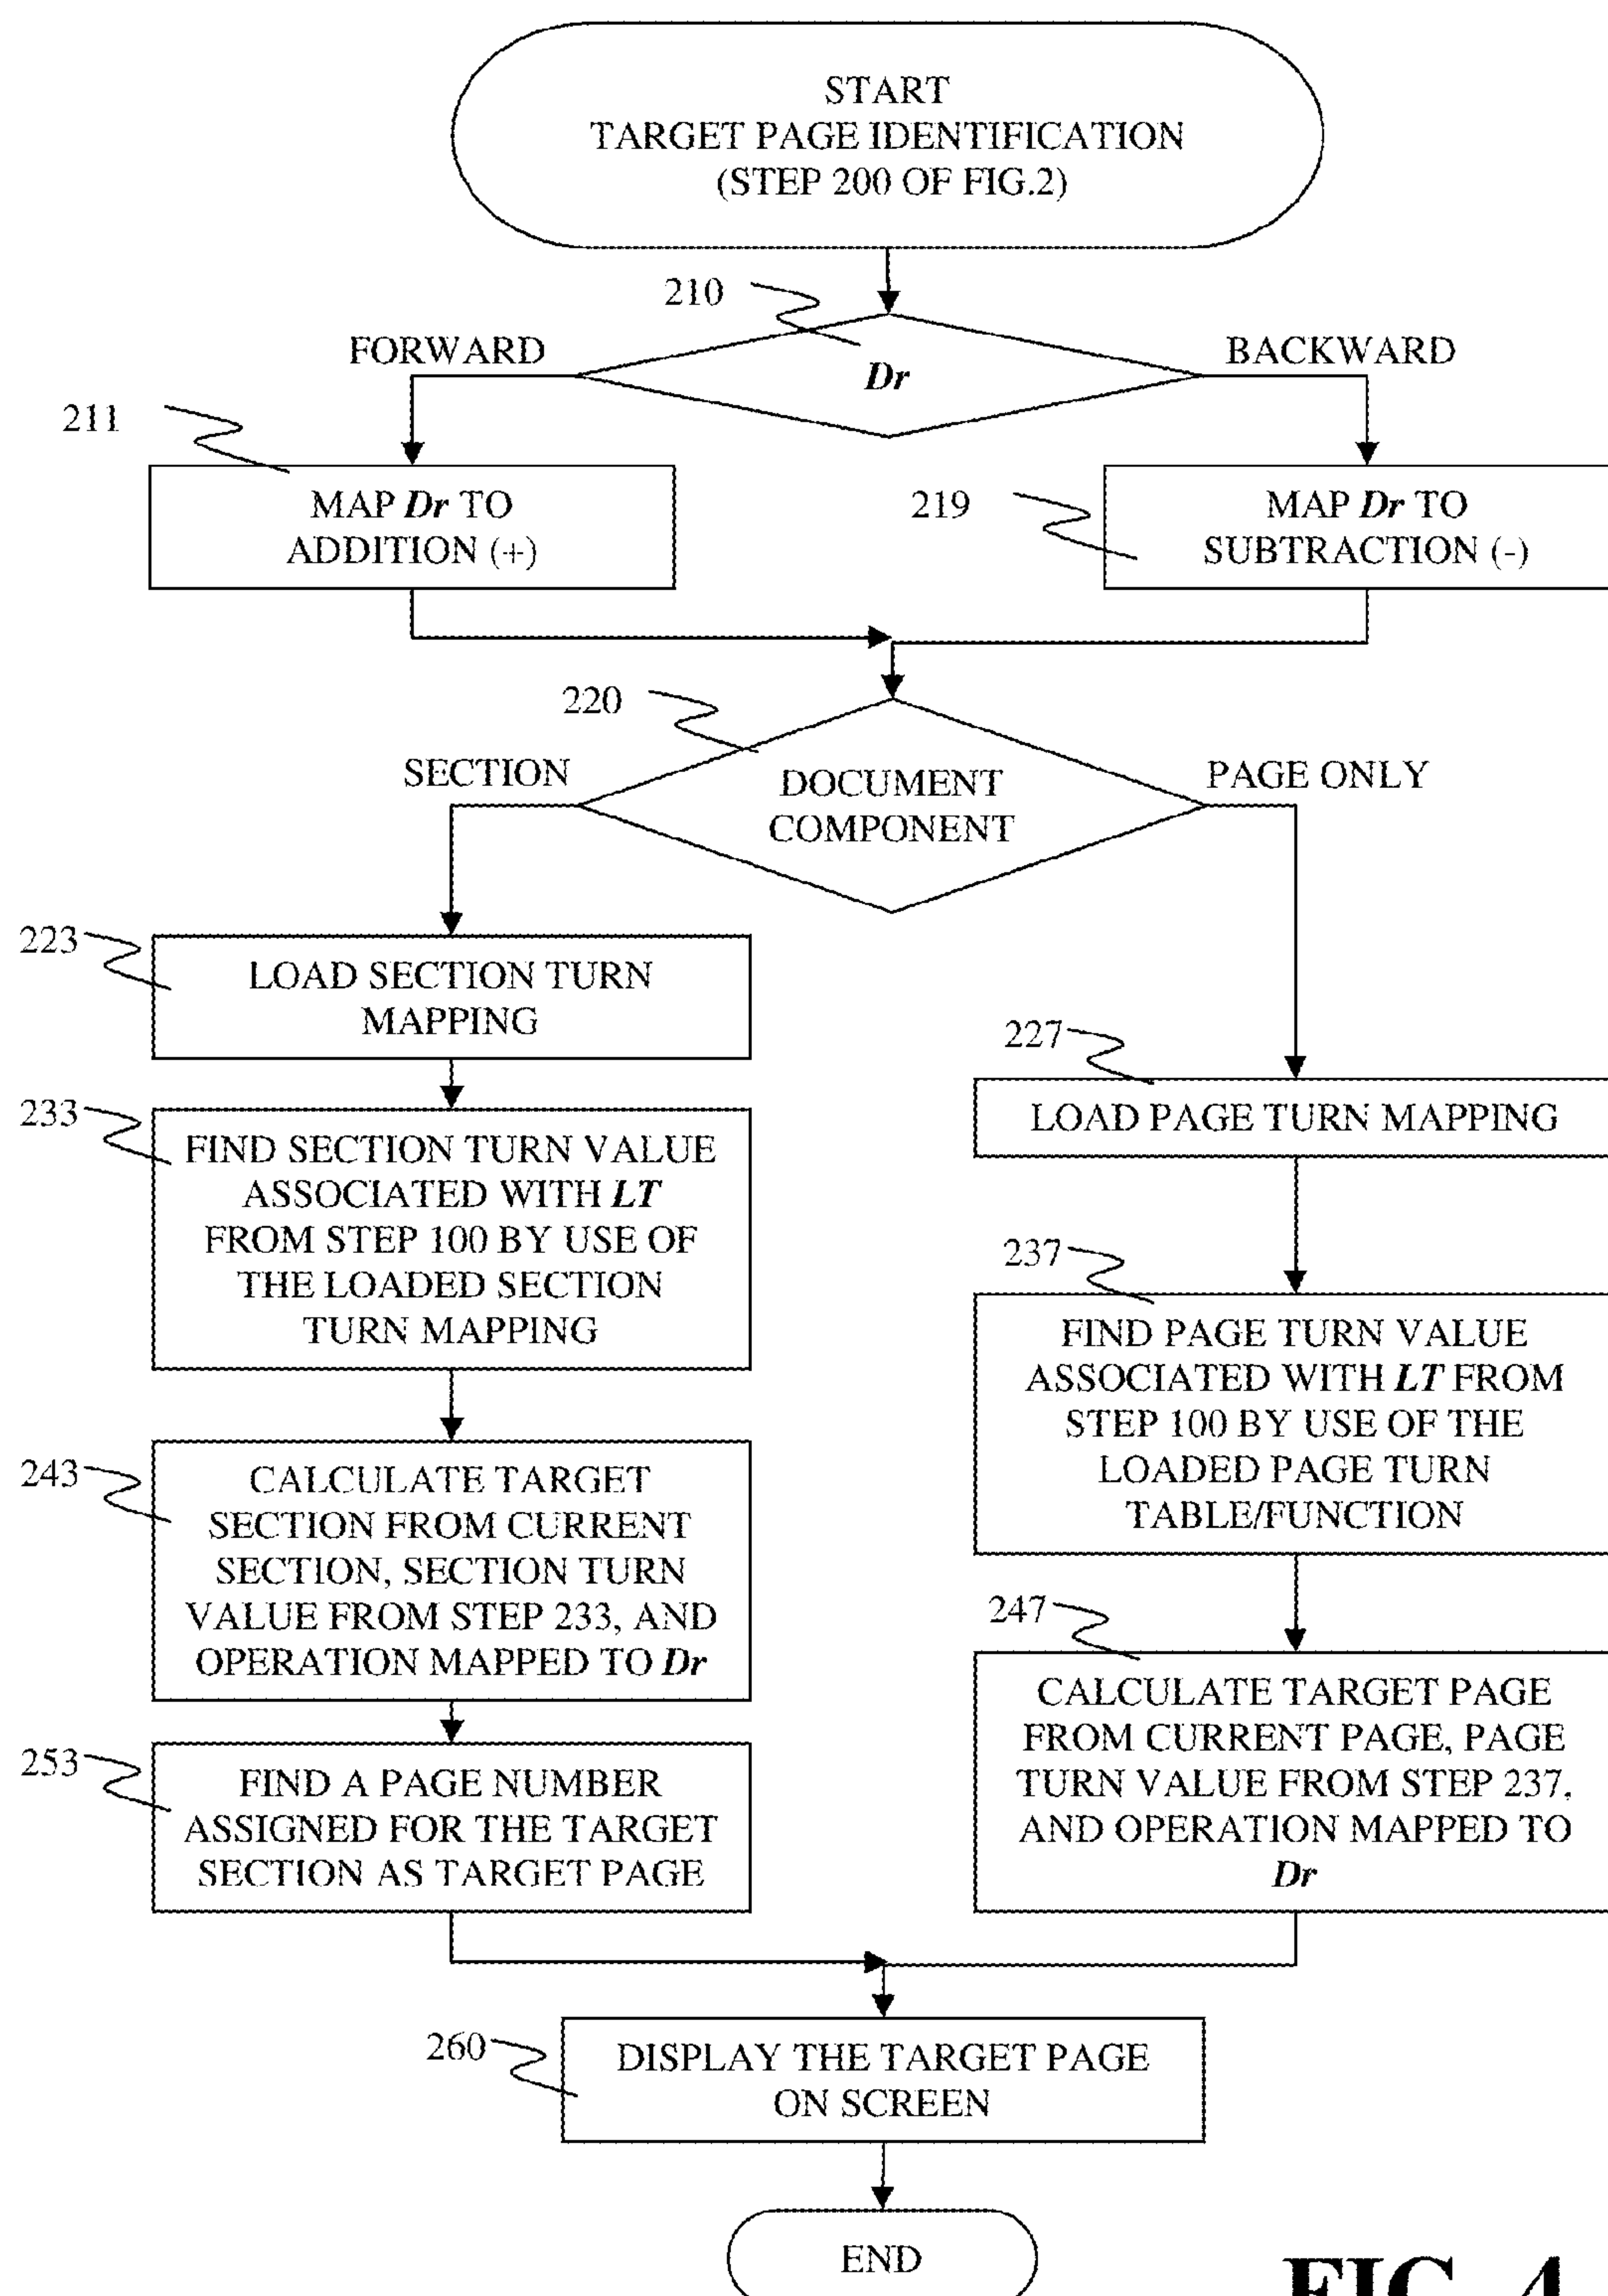 START
TARGET PAGE IDENTIFICATION
(STEP 200 OF FIG.2)
210
FORWARD
BACKWARD
Dr
211
MAP Dr TO
ADDITION (+)
219
MAP Dr TO
SUBTRACTION (-)
220
SECTION
PAGE ONLY
DOCUMENT
COMPONENT
223
LOAD SECTION TURN
MAPPING
227
LOAD PAGE TURN MAPPING
233
FIND SECTION TURN VALUE
ASSOCIATED WITH LT
FROM STEP 100 BY USE OF
THE LOADED SECTION
TURN MAPPING
237
FIND PAGE TURN VALUE
ASSOCIATED WITH LT FROM
STEP 100 BY USE OF THE
LOADED PAGE TURN
TABLE/FUNCTION
243
CALCULATE TARGET
SECTION FROM CURRENT
SECTION, SECTION TURN
VALUE FROM STEP 233, AND
OPERATION MAPPED TO Dr
247
CALCULATE TARGET PAGE
FROM CURRENT PAGE, PAGE
TURN VALUE FROM STEP 237,
AND OPERATION MAPPED TO
Dr
253
FIND A PAGE NUMBER
ASSIGNED FOR THE TARGET
SECTION AS TARGET PAGE
260
DISPLAY THE TARGET PAGE
ON SCREEN
END
FIG. 4